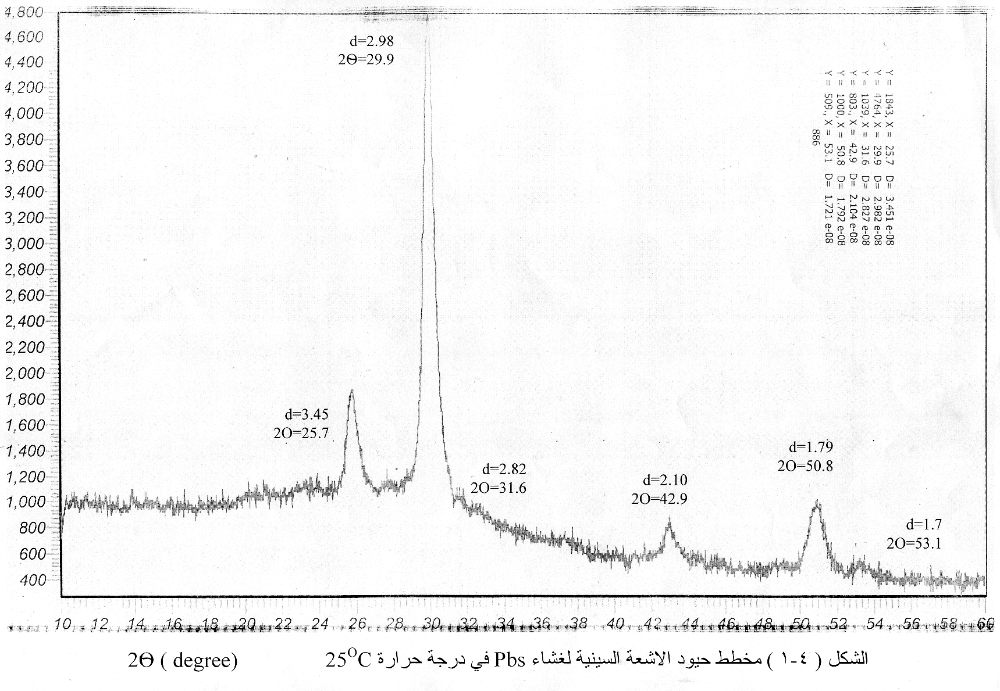 4,800
4,600
4,400
4,200
4,000
3,800
3,600
3,400
3,200
3,000
2,800
2,600
2,400
2,200
2,000
1,800
1,600
1,400
1,200
1,000
800
600
400
d=2.98
2Ө=29.9
Y = 1843, X = 25.7 D= 3.451 e-08
Y = 4764, X = 29.9 D= 2.982 e-08
Y = 1039, X = 31.6 D= 2.827 e-08
Y = 803., X = 42.9 D= 2.104 e-08
Y = 1000, X = 50.8 D= 1.792 e-08
Y = 509., X = 53.1 D= 1.721 e-08
886
d=3.45
2O=25.7
d=2.82
2O=31.6
d=2.10
2O=42.9
d=1.79
2O=50.8
d=1.7
2O=53.1
10 12 14 16 18 20 22 24 26 28 30 32 34 36 38 40 42 44 46 48 50 52 54 56 58 60
2Ө ( degree)
الشكل ( ٤-١ ) مخطط حيود الاشعة السينية لغشاء Pbs في درجة حرارة 25ᴼC